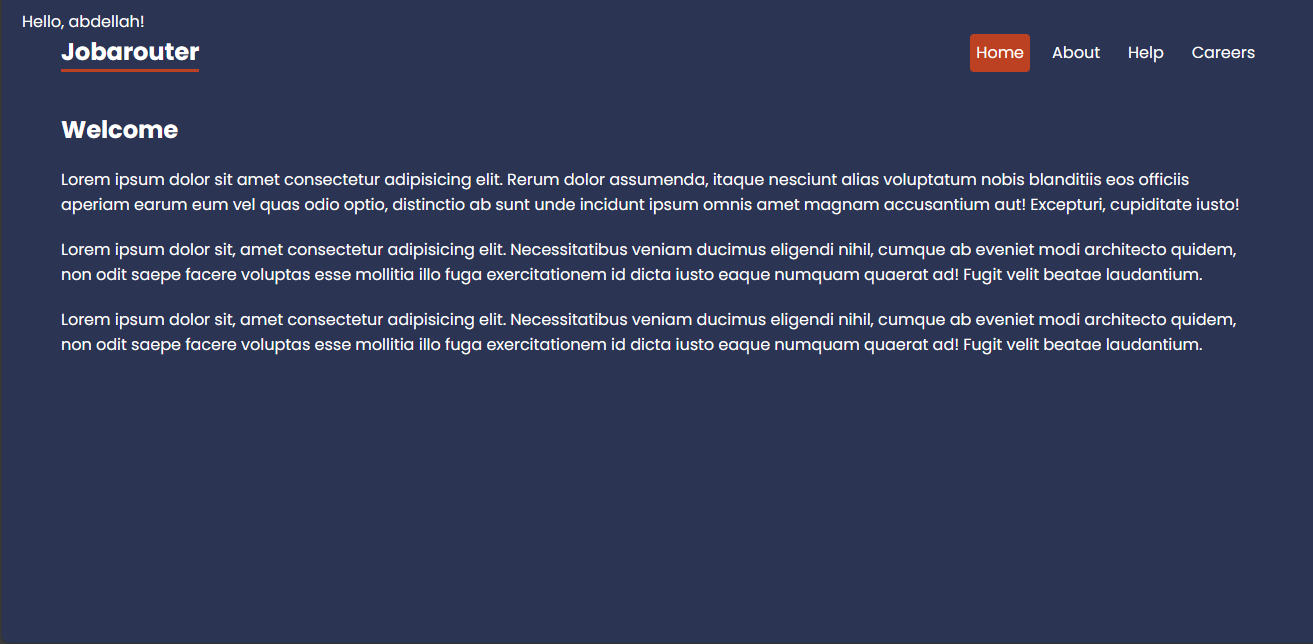 Hello, abdellah!
Jobarouter
Home About Help Careers
Welcome
Lorem ipsum dolor sit amet consectetur adipisicing elit. Rerum dolor assumenda, itaque nesciunt alias voluptatum nobis blanditiis eos officiis
aperiam earum eum vel quas odio optio, distinctio ab sunt unde incidunt ipsum omnis amet magnam accusantium aut! Excepturi, cupiditate iusto!
Lorem ipsum dolor sit, amet consectetur adipisicing elit. Necessitatibus veniam ducimus eligendi nihil, cumque ab eveniet modi architecto quidem,
non odit saepe facere voluptas esse mollitia illo fuga exercitationem id dicta iusto eaque numquam quaerat ad! Fugit velit beatae laudantium.
Lorem ipsum dolor sit, amet consectetur adipisicing elit. Necessitatibus veniam ducimus eligendi nihil, cumque ab eveniet modi architecto quidem,
non odit saepe facere voluptas esse mollitia illo fuga exercitationem id dicta iusto eaque numquam quaerat ad! Fugit velit beatae laudantium.